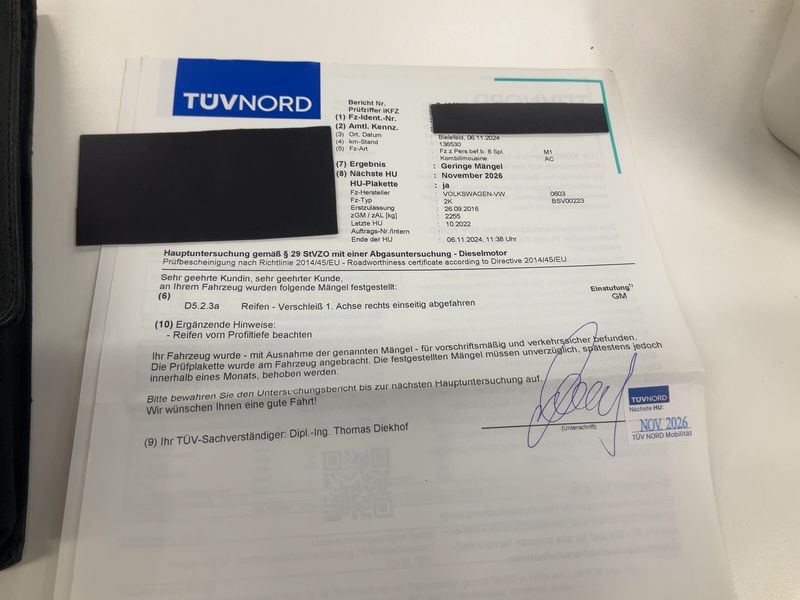 TÜVNORD
Bericht Nr.
Prüfziffer iKFZ
(1) Fz-Ident.-Nr.
(2) Amtl. Kennz.
(3) Ort, Datum : Bielefeld, 06.11.2024
(4) km-Stand : 136530
(5) Fz-Art : Fz.z.Pers.bef.b. 8 Spl. M1
Kombilimousine AC
(7) Ergebnis : Geringe Mängel
(8) Nächste HU : November 2026
HU-Plakette : ja
Fz-Hersteller : VOLKSWAGEN-VW 0603
Fz-Typ : 2K BSV00223
Erstzulassung : 26.09.2016
zGM / zAL [kg] : 2255
Letzte HU : 10.2022
Auftrags-Nr./Intern :
Ende der HU : 06.11.2024, 11:38 Uhr
Hauptuntersuchung gemäß § 29 StVZO mit einer Abgasuntersuchung - Dieselmotor
Prüfbescheinigung nach Richtlinie 2014/45/EU - Roadworthiness certificate according to Directive 2014/45/EU
Sehr geehrte Kundin, sehr geehrter Kunde,
an Ihrem Fahrzeug wurden folgende Mängel festgestellt: Einstufung¹⁾
(6) GM
D5.2.3a Reifen - Verschleiß 1. Achse rechts einseitig abgefahren
(10) Ergänzende Hinweise:
- Reifen vorn Profiltiefe beachten
Ihr Fahrzeug wurde - mit Ausnahme der genannten Mängel - für vorschriftsmäßig und verkehrssicher befunden.
Die Prüfplakette wurde am Fahrzeug angebracht. Die festgestellten Mängel müssen unverzüglich, spätestens jedoch
innerhalb eines Monats, behoben werden.
Bitte bewahren Sie den Untersuchungsbericht bis zur nächsten Hauptuntersuchung auf.
Wir wünschen Ihnen eine gute Fahrt!
(9) Ihr TÜV-Sachverständiger: Dipl.-Ing. Thomas Diekhof
(Unterschrift)
TÜVNORD
Nächste HU:
NOV. 2026
TÜV NORD Mobilität